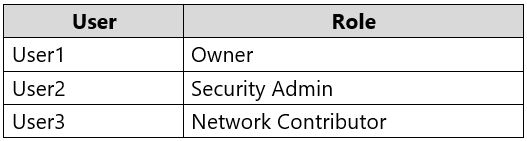 User Role
User1 Owner
User2 Security Admin
User3 Network Contributor